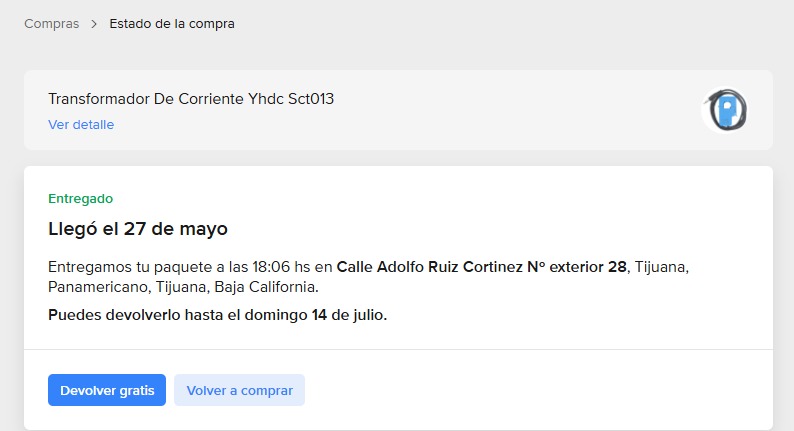 Compras > Estado de la compra
Transformador De Corriente Yhdc Sct013
Ver detalle
Entregado
Llegó el 27 de mayo
Entregamos tu paquete a las 18:06 hs en Calle Adolfo Ruiz Cortinez Nº exterior 28, Tijuana,
Panamericano, Tijuana, Baja California.
Puedes devolverlo hasta el domingo 14 de julio.
Devolver gratis
Volver a comprar